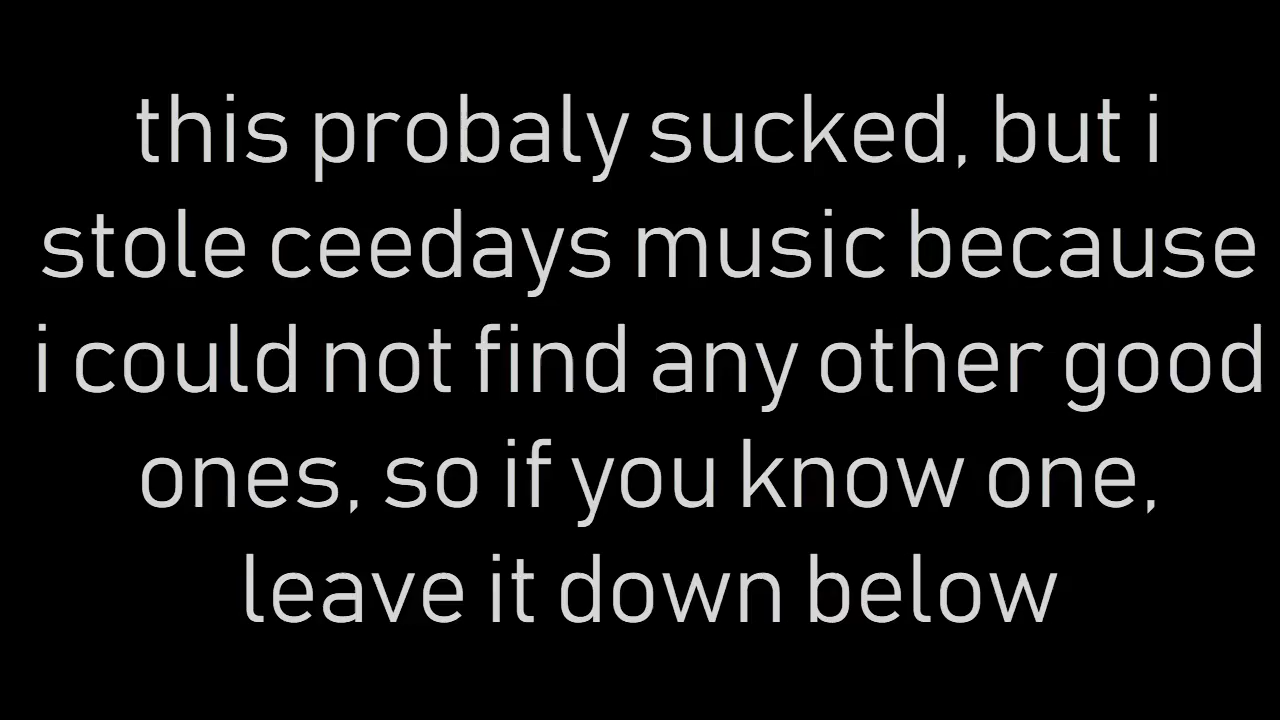 this probaly sucked, but i
stole ceedays music because
i could not find any other good
ones, so if you know one,
leave it down below